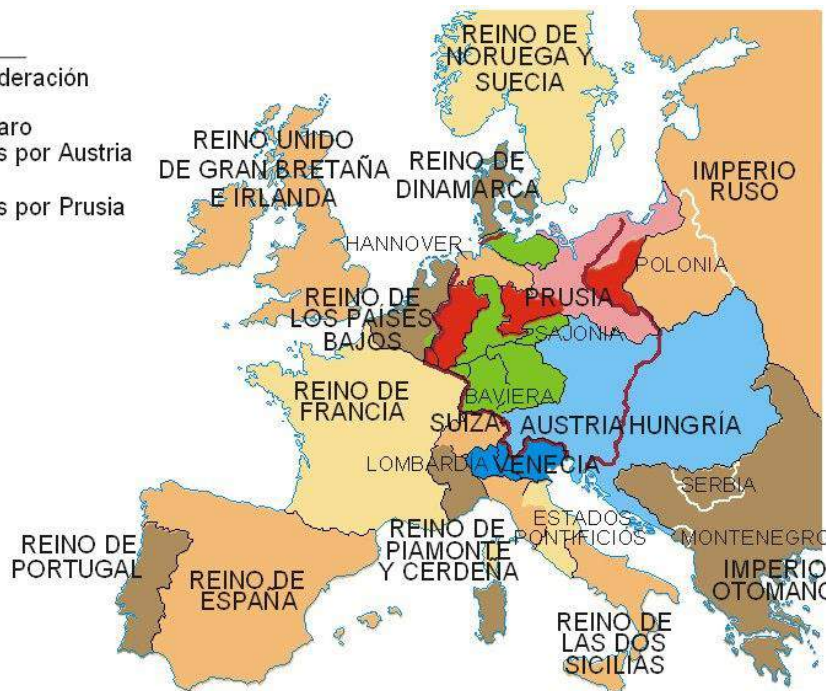 deración
aro
s por Austria
s por Prusia
REINO DE
NORUEGA Y
SUECIA
REINO UNIDO
DE GRAN BRETAÑA
E IRLANDA
REINO DE
DINAMARCA
IMPERIO
RUSO
HANNOVER
POLONIA
REINO DE
LOS PAÍSES
BAJOS
PRUSIA
PSAJONIA
REINO DE
FRANCIA
BAVIERA
SUIZA
AUSTRIA HUNGRÍA
LOMBARDIA
VENECIA
SERBIA
ESTADOS
PONTIFICIOS
MONTENEGRO
REINO DE
PORTUGAL
REINO DE
ESPAÑA
REINO DE
PIAMONTE
Y CERDEÑA
IMPERIO
OTOMANO
REINO DE
LAS DOS
SICILIAS